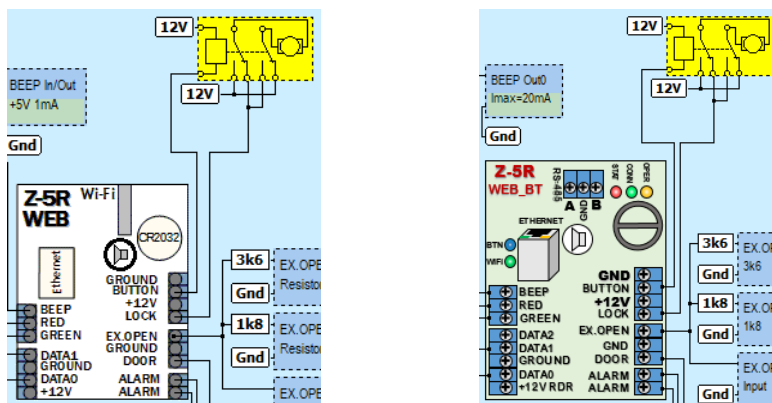 12V
12V
BEEP In/Out
+5V 1mA
Gnd
Z-5R
WEB
Wi-Fi
CR2032
Ethernet
GROUND
BUTTON
+12V
LOCK
BEEP
RED
GREEN
EX.OPEN
GROUND
DOOR
DATA1
GROUND
DATA0
+12V
ALARM
ALARM
3k6
Gnd
EX.OPE
Resisto
1k8
Gnd
EX.OPE
Resisto
EX.OPE
12V
12V
BEEP Out0
Imax=20mA
Gnd
Z-5R
WEB_BT
RS-485
A
GND
B
STAT
CONN
OPER
ETHERNET
BTN
WIFI
GND
BUTTON
+12V
LOCK
BEEP
RED
GREEN
EX.OPEN
GND
DOOR
DATA2
DATA1
GROUND
DATA0
+12V RDR
ALARM
ALARM
3k6
Gnd
EX.OP
3k6
1k8
Gnd
EX.OP
1k8
EX.OP
Input
Gnd